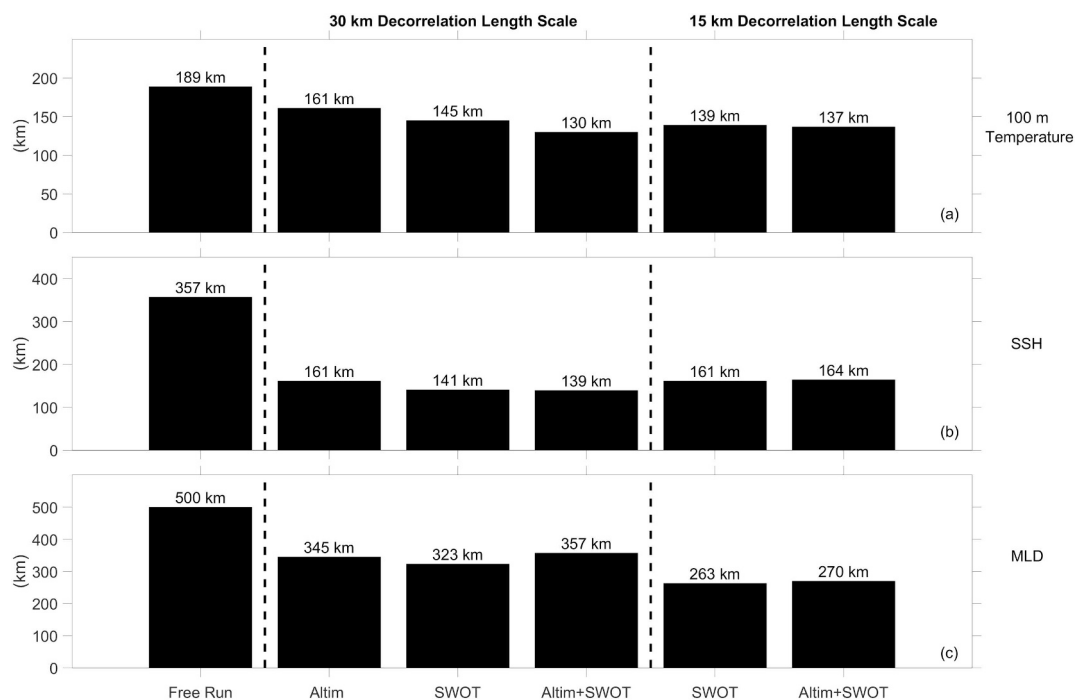 30 km Decorrelation Length Scale
15 km Decorrelation Length Scale
200
150
100
50
0
(km)
189 km
161 km
145 km
130 km
139 km
137 km
(a)
100 m
Temperature
400
300
200
100
0
(km)
357 km
161 km
141 km
139 km
161 km
164 km
(b)
SSH
500
400
300
200
100
0
(km)
500 km
345 km
323 km
357 km
263 km
270 km
(c)
MLD
Free Run
Altim
SWOT
Altim+SWOT
SWOT
Altim+SWOT